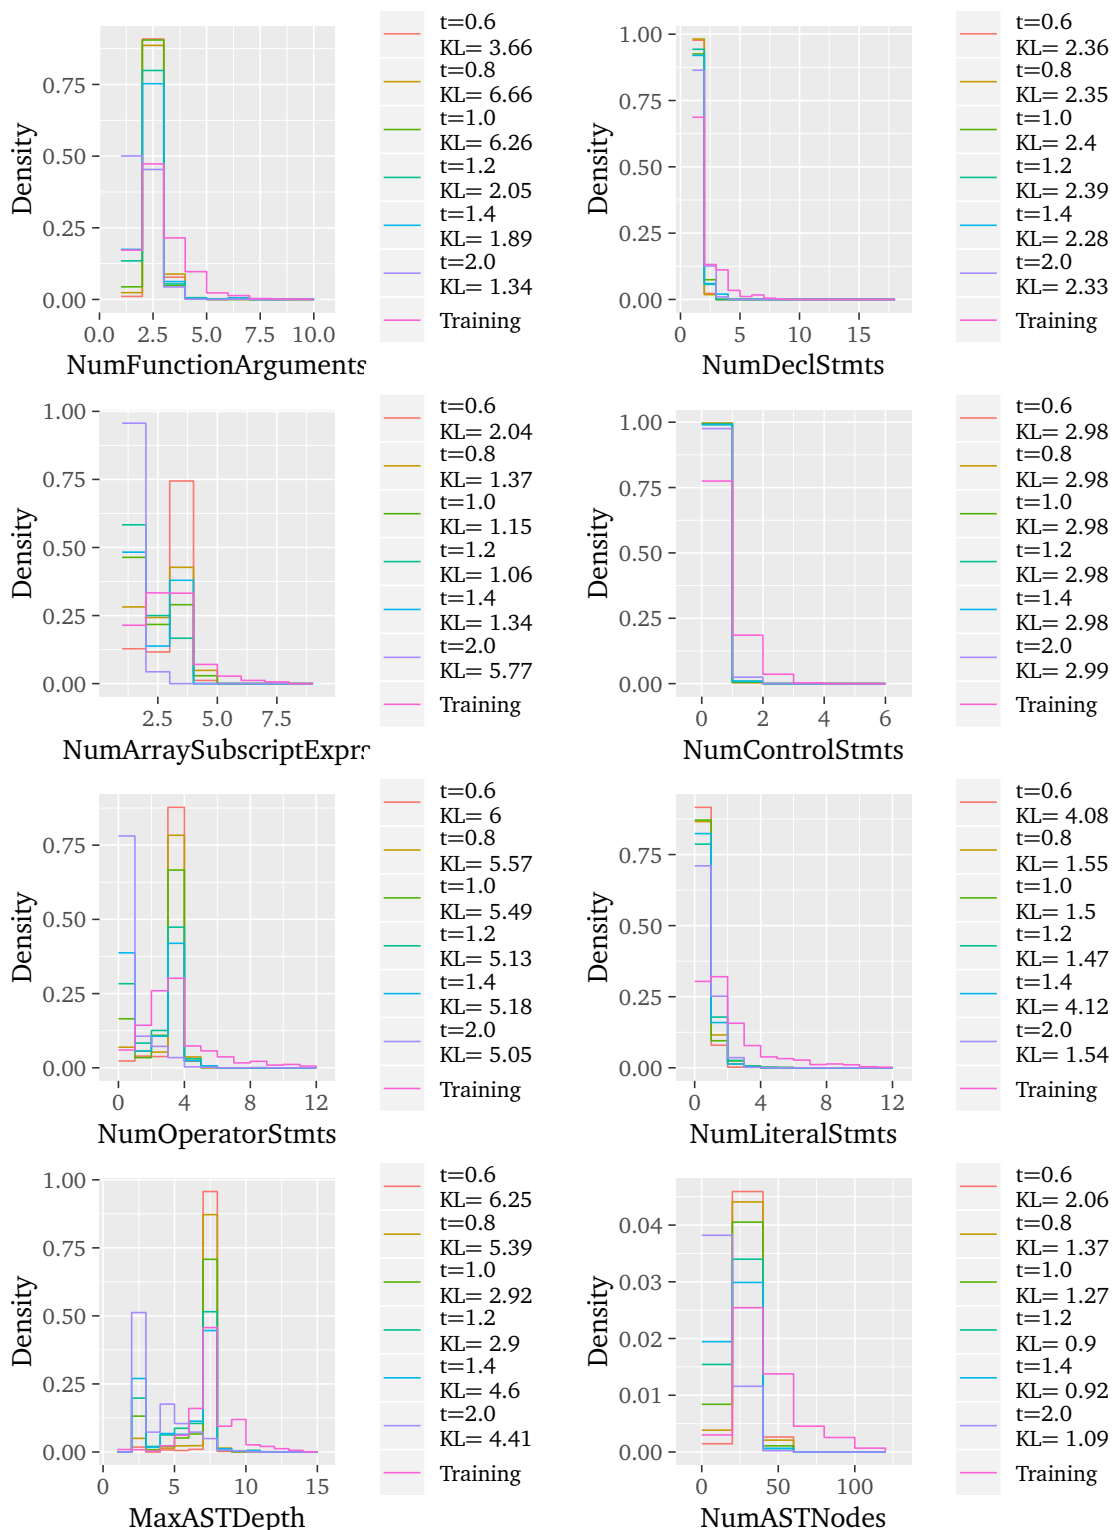 Density
0.75
0.50
0.25
0.00
0.0
2.5
5.0
7.5
10.0
NumFunctionArguments
t=0.6
KL= 3.66
t=0.8
KL= 6.66
t=1.0
KL= 6.26
t=1.2
KL= 2.05
t=1.4
KL= 1.89
t=2.0
KL= 1.34
Training
Density
1.00
0.75
0.50
0.25
0.00
0
5
10
15
NumDeclStmts
t=0.6
KL= 2.36
t=0.8
KL= 2.35
t=1.0
KL= 2.4
t=1.2
KL= 2.39
t=1.4
KL= 2.28
t=2.0
KL= 2.33
Training
Density
1.00
0.75
0.50
0.25
0.00
2.5
5.0
7.5
NumArraySubscriptExprs
t=0.6
KL= 2.04
t=0.8
KL= 1.37
t=1.0
KL= 1.15
t=1.2
KL= 1.06
t=1.4
KL= 1.34
t=2.0
KL= 5.77
Training
Density
1.00
0.75
0.50
0.25
0.00
0
2
4
6
NumControlStmts
t=0.6
KL= 2.98
t=0.8
KL= 2.98
t=1.0
KL= 2.98
t=1.2
KL= 2.98
t=1.4
KL= 2.98
t=2.0
KL= 2.99
Training
Density
0.75
0.50
0.25
0.00
0
4
8
12
NumOperatorStmts
t=0.6
KL= 6
t=0.8
KL= 5.57
t=1.0
KL= 5.49
t=1.2
KL= 5.13
t=1.4
KL= 5.18
t=2.0
KL= 5.05
Training
Density
0.75
0.50
0.25
0.00
0
4
8
12
NumLiteralStmts
t=0.6
KL= 4.08
t=0.8
KL= 1.55
t=1.0
KL= 1.5
t=1.2
KL= 1.47
t=1.4
KL= 4.12
t=2.0
KL= 1.54
Training
Density
1.00
0.75
0.50
0.25
0.00
0
5
10
15
MaxASTDepth
t=0.6
KL= 6.25
t=0.8
KL= 5.39
t=1.0
KL= 2.92
t=1.2
KL= 2.9
t=1.4
KL= 4.6
t=2.0
KL= 4.41
Training
Density
0.04
0.03
0.02
0.01
0.00
0
50
100
NumASTNodes
t=0.6
KL= 2.06
t=0.8
KL= 1.37
t=1.0
KL= 1.27
t=1.2
KL= 0.9
t=1.4
KL= 0.92
t=2.0
KL= 1.09
Training